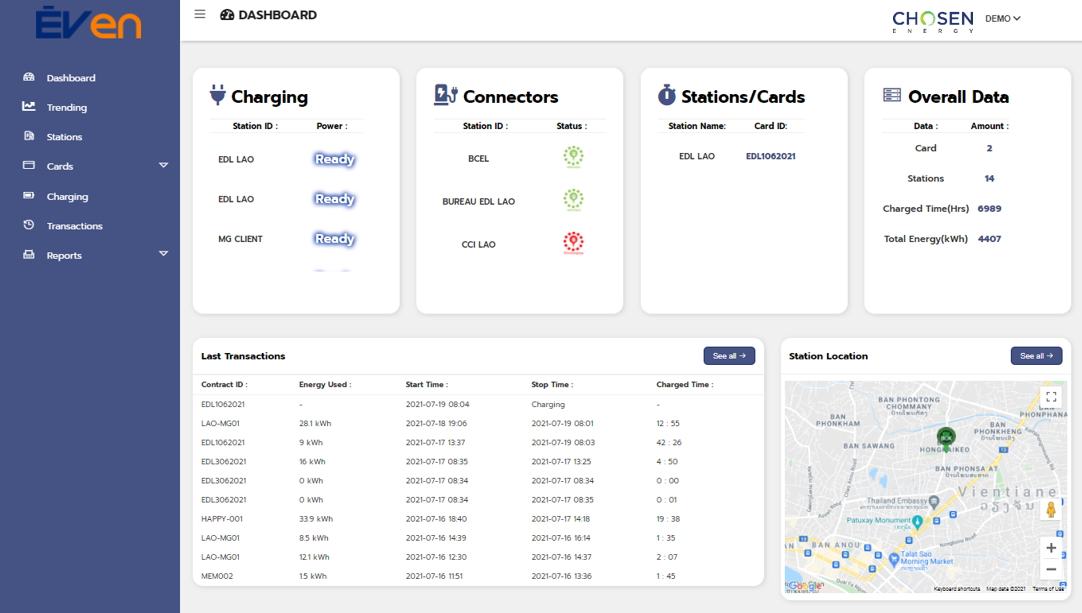 ĒVen
Dashboard
Trending
Stations
Cards
Charging
Transactions
Reports
DASHBOARD
CHOSEN
ENERGY
DEMO
Charging
Station ID : Power :
EDL LAO Ready
EDL LAO Ready
MG CLIENT Ready
Connectors
Station ID : Status :
BCEL
BUREAU EDL LAO
CCI LAO
Stations/Cards
Station Name: Card ID:
EDL LAO EDL1062021
Overall Data
Data : Amount :
Card 2
Stations 14
Charged Time(Hrs) 6989
Total Energy(kWh) 4407
Last Transactions See all →
Contract ID : Energy Used : Start Time : Stop Time : Charged Time :
EDL1062021 - 2021-07-19 08:04 Charging -
LAO-MG01 28.1 kWh 2021-07-18 19:06 2021-07-19 08:01 12 : 55
EDL1062021 9 kWh 2021-07-17 13:37 2021-07-19 08:03 42 : 26
EDL3062021 16 kWh 2021-07-17 08:35 2021-07-17 13:25 4 : 50
EDL3062021 0 kWh 2021-07-17 08:34 2021-07-17 08:34 0 : 00
EDL3062021 0 kWh 2021-07-17 08:34 2021-07-17 08:35 0 : 01
HAPPY-001 33.9 kWh 2021-07-16 18:40 2021-07-17 14:18 19 : 38
LAO-MG01 8.5 kWh 2021-07-16 14:39 2021-07-16 16:14 1 : 35
LAO-MG01 12.1 kWh 2021-07-16 12:30 2021-07-16 14:37 2 : 07
MEM002 1.5 kWh 2021-07-16 11:51 2021-07-16 13:36 1 : 45
Station Location See all →
BAN PHONTONG
CHOMMANY
BAN
PHONKHAM
BAN
PHONPHANA
BAN
PHONKHENG
BAN SAWANG
HONGKAIKEO
BAN PHONSA AT
Vientiane
Thailand Embassy
Patuxay Monument
BAN ANOU
Talat Sao
Morning Market
Google
Keyboard shortcuts Map data ©2021 Terms of Use